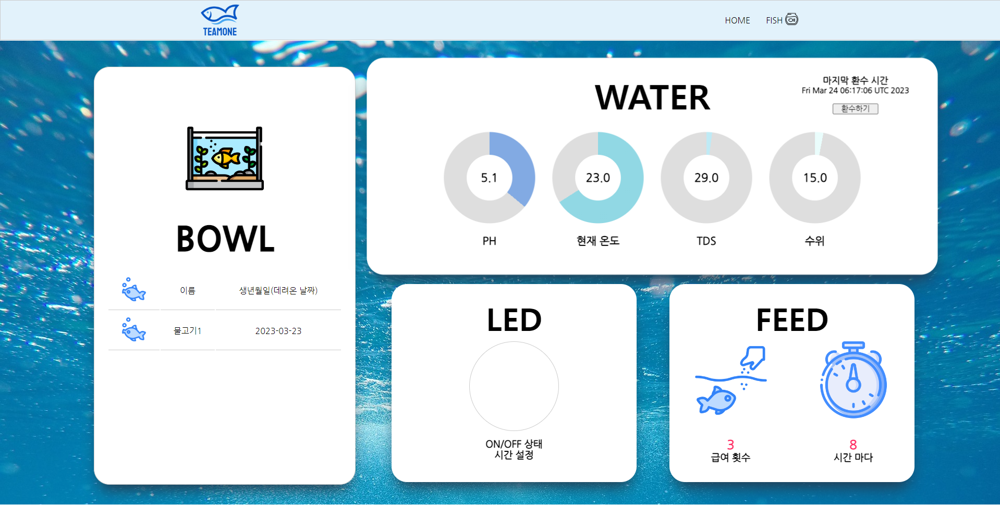 TEAMONE
HOME
FISH
BOWL
이름
생년월일(데려온 날짜)
물고기1
2023-03-23
WATER
마지막 환수 시간
Fri Mar 24 06:17:06 UTC 2023
환수하기
5.1
23.0
29.0
15.0
PH
현재 온도
TDS
수위
LED
ON/OFF 상태
시간 설정
FEED
3
급여 횟수
8
시간 마다